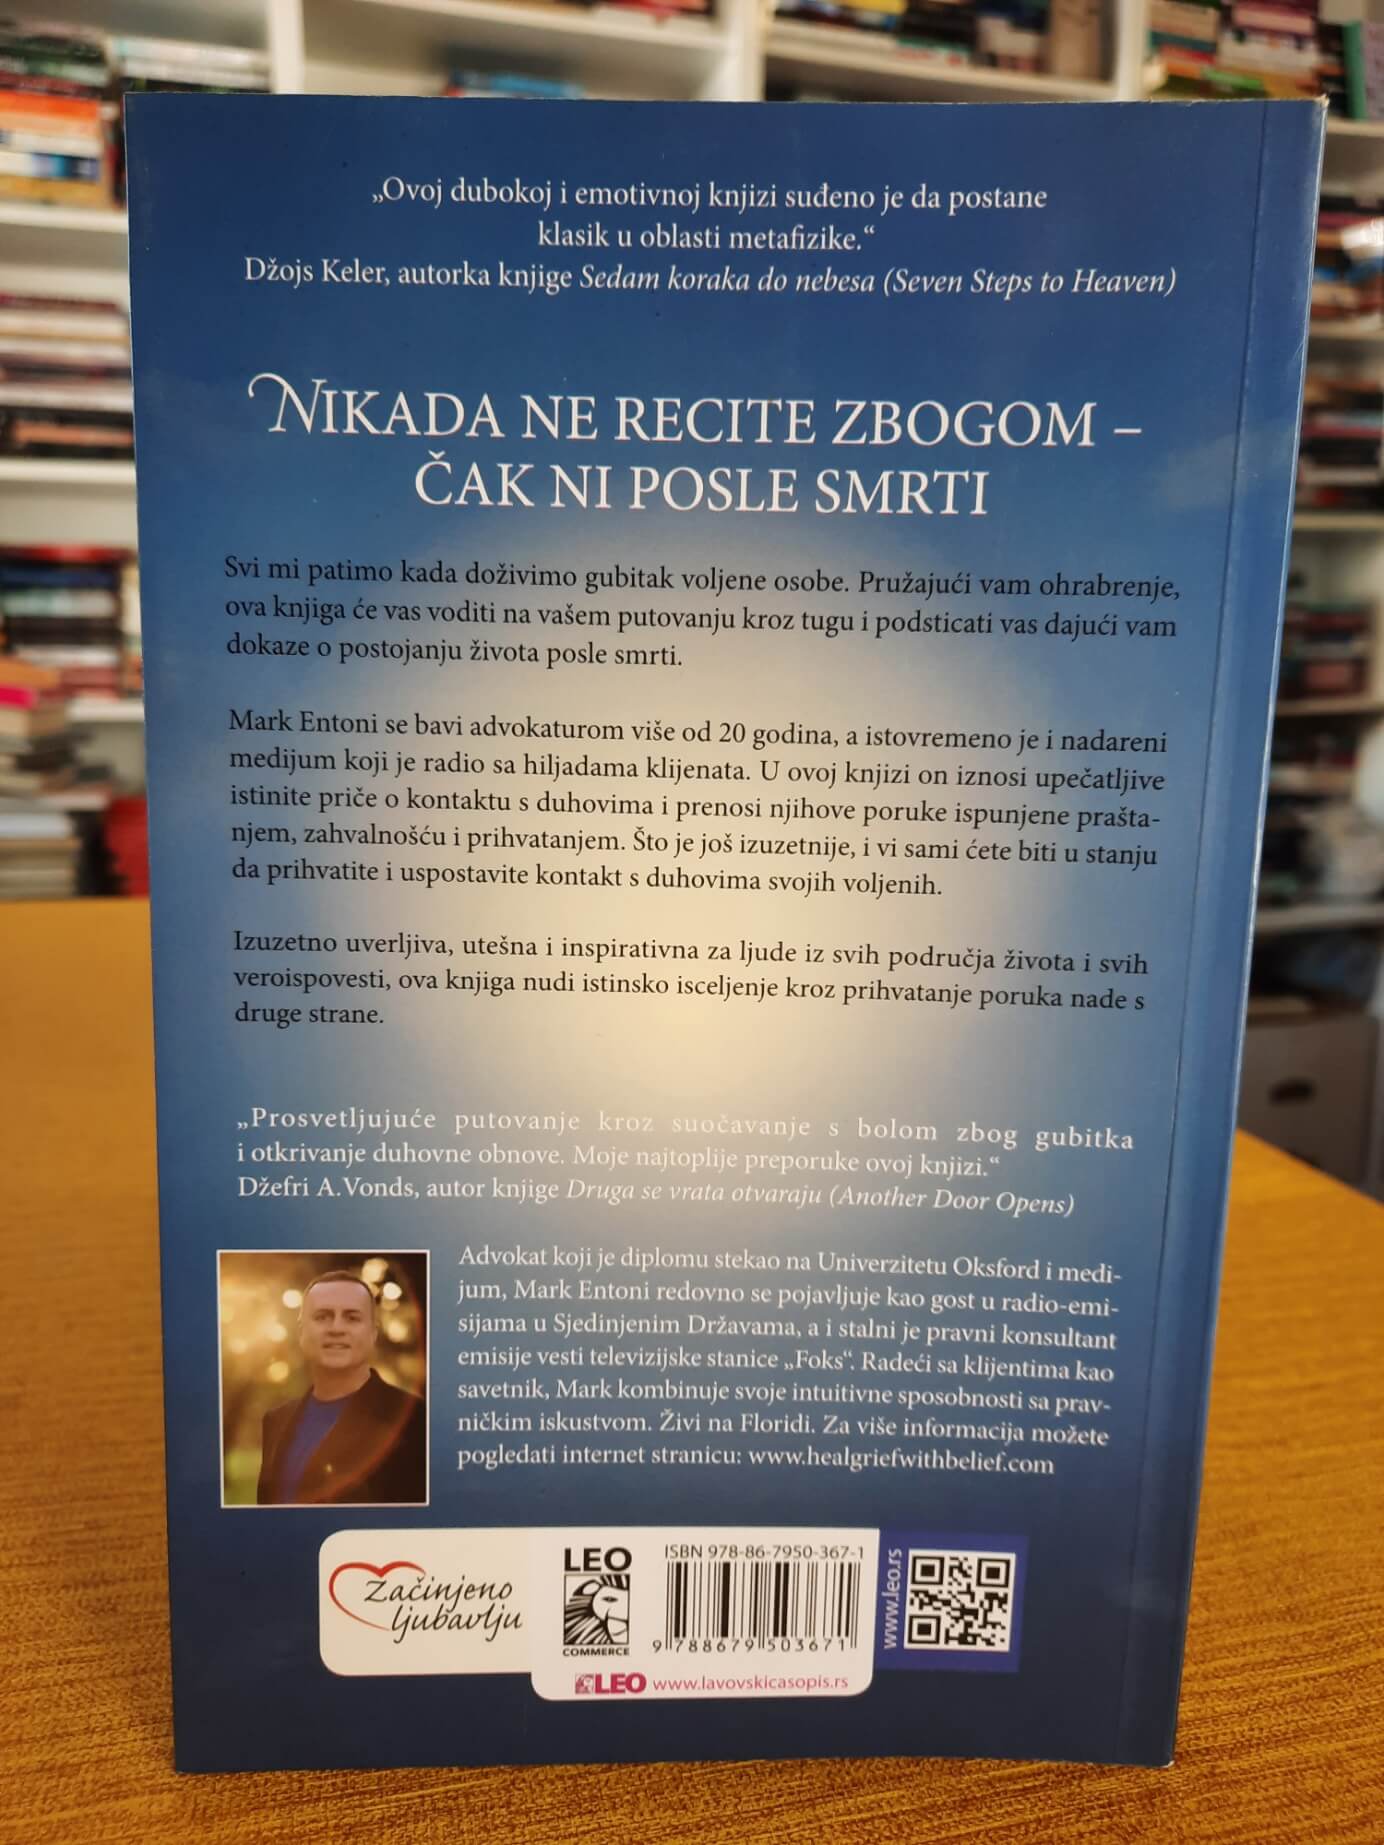 „Ovoj dubokoj i emotivnoj knjizi suđeno je da postane
klasik u oblasti metafizike.“
Džojs Keler, autorka knjige Sedam koraka do nebesa (Seven Steps to Heaven)
NIKADA NE RECITE ZBOGOM –
ČAK NI POSLE SMRTI
Svi mi patimo kada doživimo gubitak voljene osobe. Pružajući vam ohrabrenje,
ova knjiga će vas voditi na vašem putovanju kroz tugu i podsticati vas dajući vam
dokaze o postojanju života posle smrti.
Mark Entoni se bavi advokaturom više od 20 godina, a istovremeno je i nadareni
medijum koji je radio sa hiljadama klijenata. U ovoj knjizi on iznosi upečatljive
istinite priče o kontaktu s duhovima i prenosi njihove poruke ispunjene prašta-
njem, zahvalnošću i prihvatanjem. Što je još izuzetnije, i vi sami ćete biti u stanju
da prihvatite i uspostavite kontakt s duhovima svojih voljenih.
Izuzetno uverljiva, utešna i inspirativna za ljude iz svih područja života i svih
veroispovesti, ova knjiga nudi istinsko isceljenje kroz prihvatanje poruka nade s
druge strane.
„Prosvetljujuće putovanje kroz suočavanje s bolom zbog gubitka
i otkrivanje duhovne obnove. Moje najtoplije preporuke ovoj knjizi.“
Džefri A.Vonds, autor knjige Druga se vrata otvaraju (Another Door Opens)
Advokat koji je diplomu stekao na Univerzitetu Oksford i medi-
jum, Mark Entoni redovno se pojavljuje kao gost u radio-emi-
sijama u Sjedinjenim Državama, a i stalni je pravni konsultant
emisije vesti televizijske stanice „Foks“. Radeći sa klijentima kao
savetnik, Mark kombinuje svoje intuitivne sposobnosti sa prav-
ničkim iskustvom. Živi na Floridi. Za više informacija možete
pogledati internet stranicu: www.healgriefwithbelief.com
začinjeno
ljubavlju
LEO
COMMERCE
ISBN 978-86-7950-367-1
9 788679 503671
www.leo.rs
LEO www.lavovskicasopis.rs